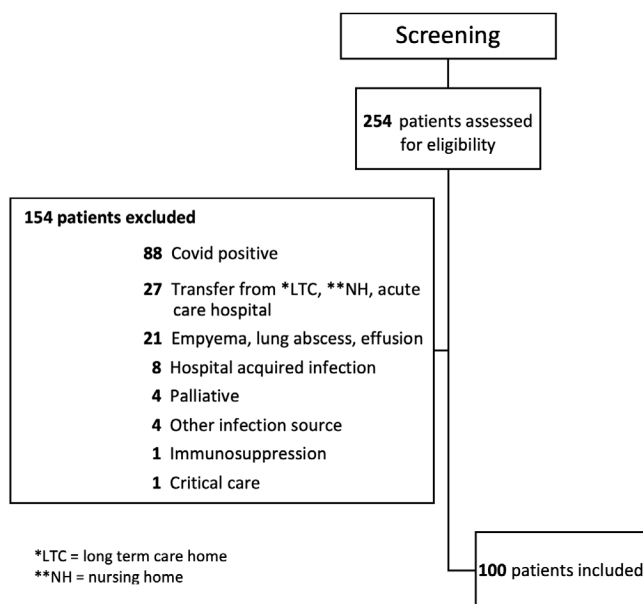 Screening
254 patients assessed
for eligibility
154 patients excluded
88 Covid positive
27 Transfer from *LTC, **NH, acute
care hospital
21 Empyema, lung abscess, effusion
8 Hospital acquired infection
4 Palliative
4 Other infection source
1 Immunosuppression
1 Critical care
*LTC = long term care home
**NH = nursing home
100 patients included